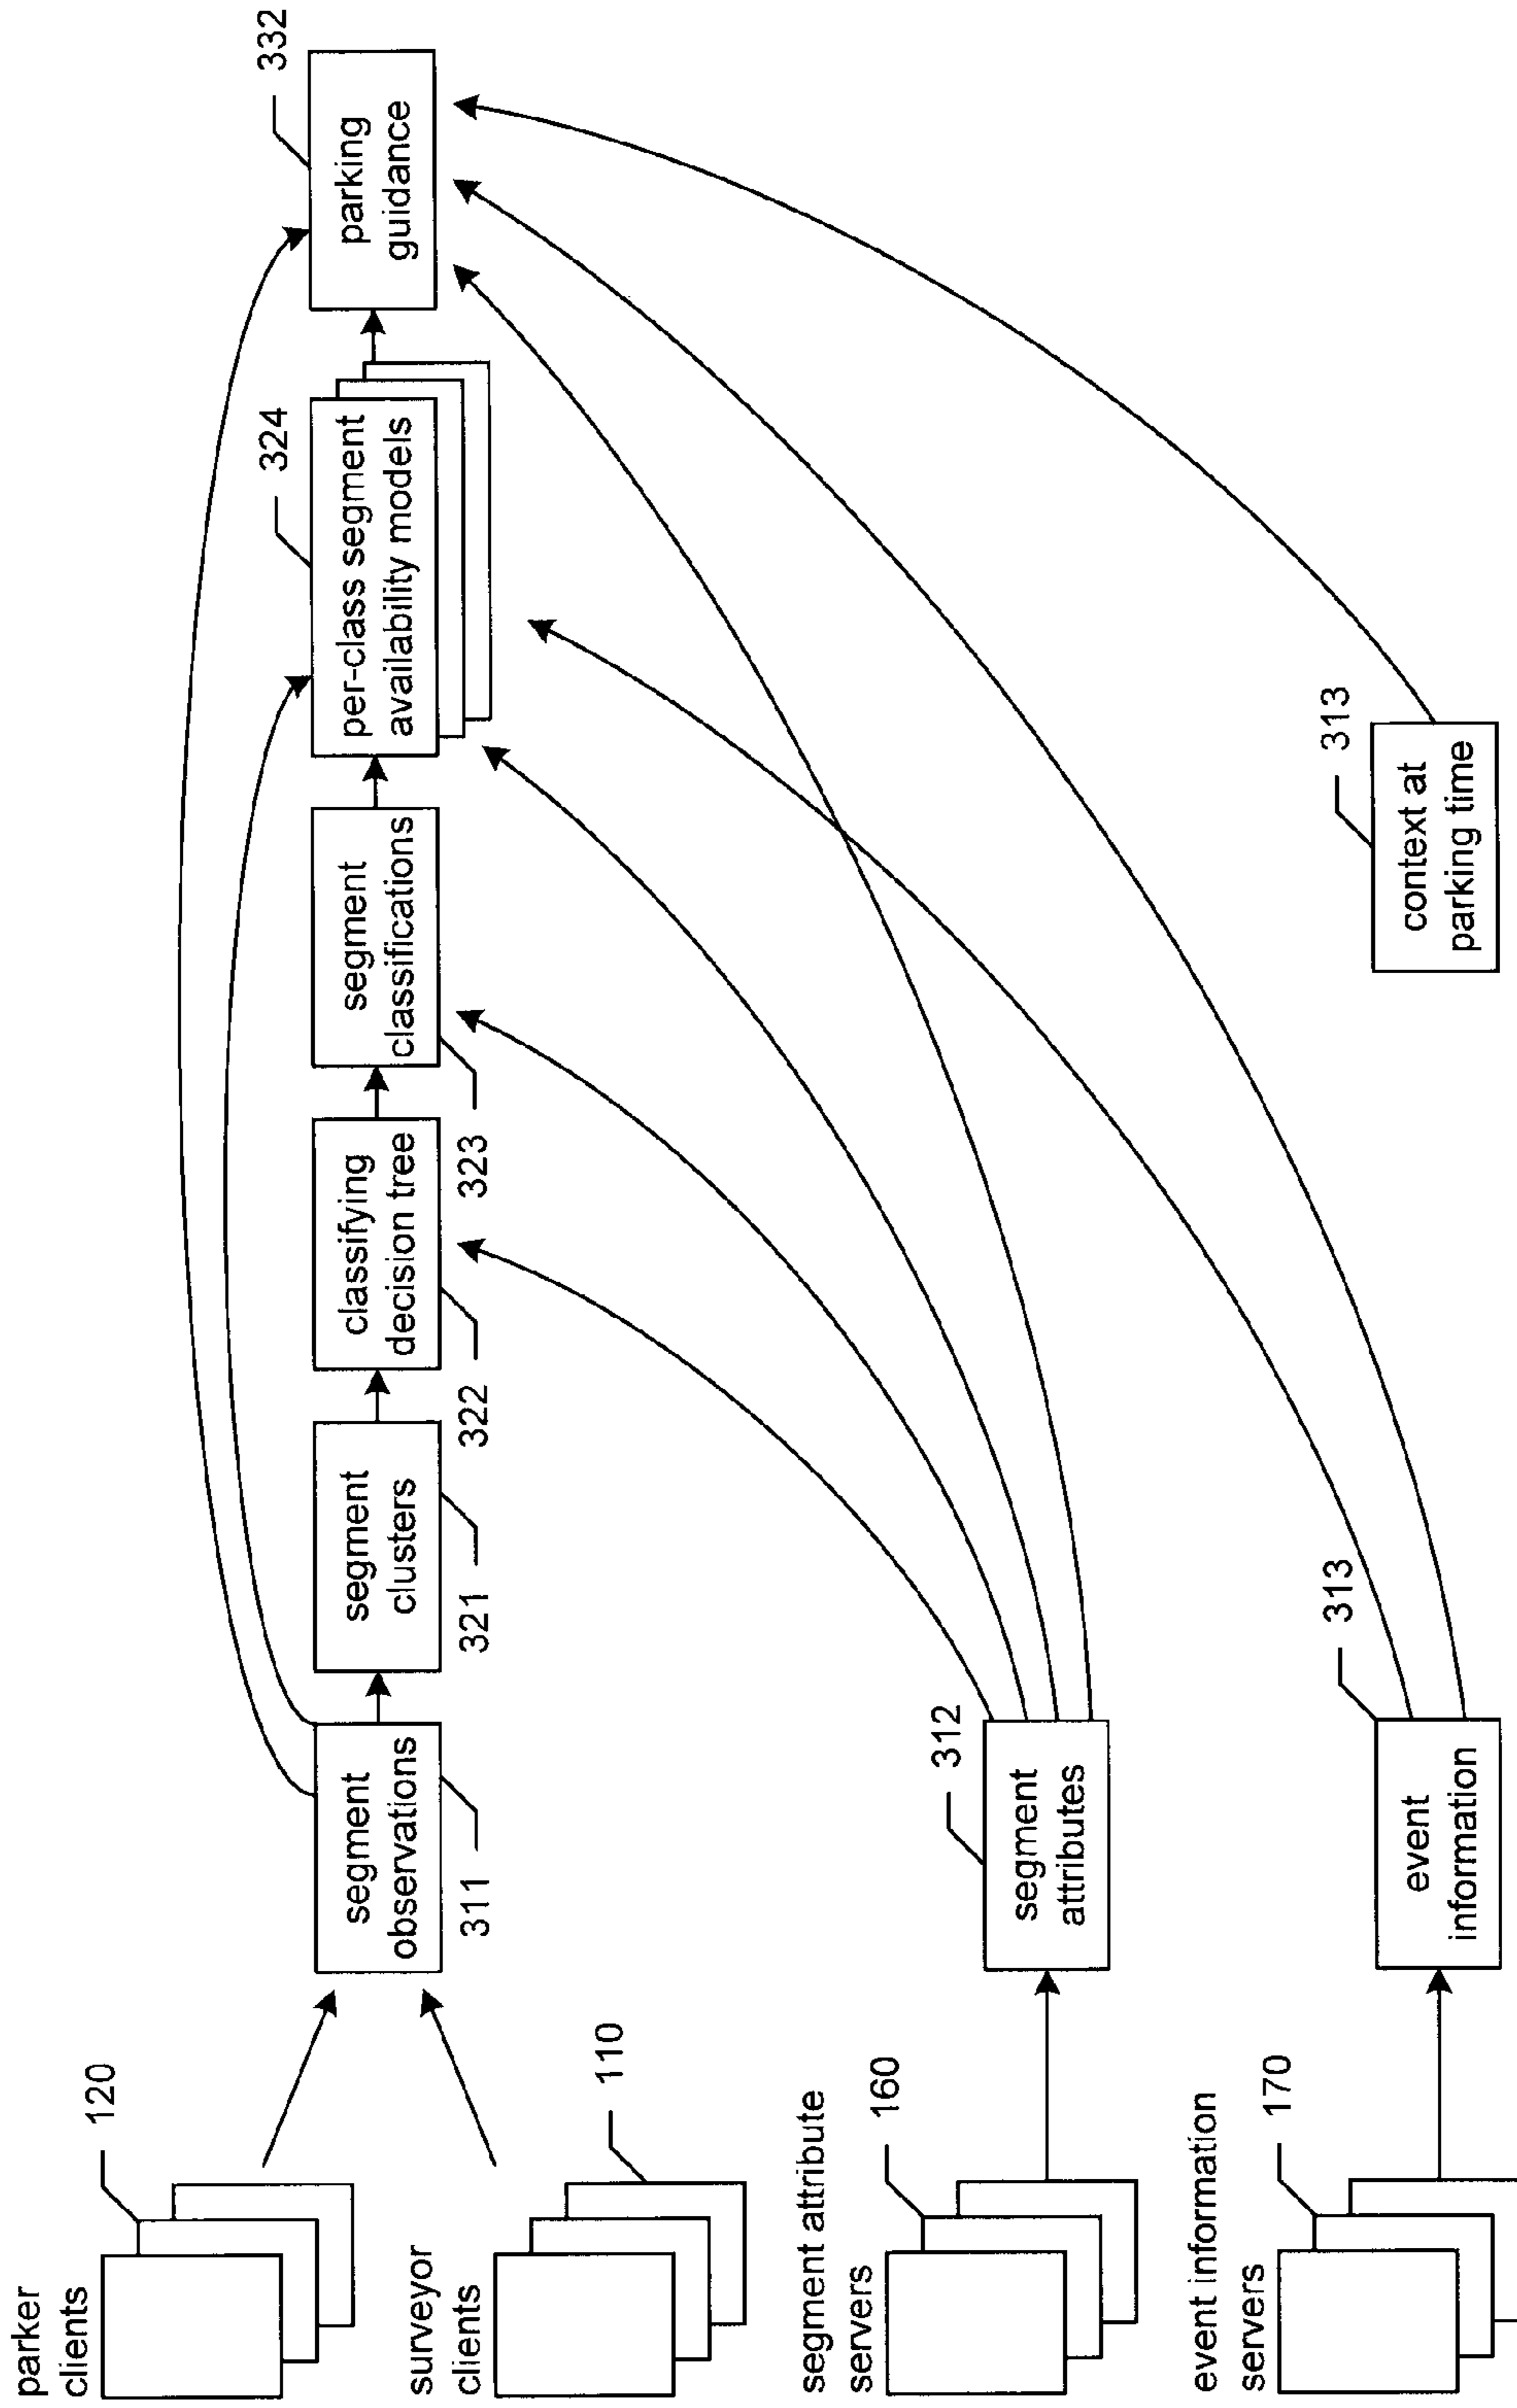 parker
clients
120
surveyor
clients
110
segment attribute
servers
160
event information
servers
170
segment
observations
311
segment
clusters
321
classifying
decision tree
322
segment
classifications
323
per-class segment
availability models
324
parking
guidance
332
segment
attributes
312
event
information
313
context at
parking time
313